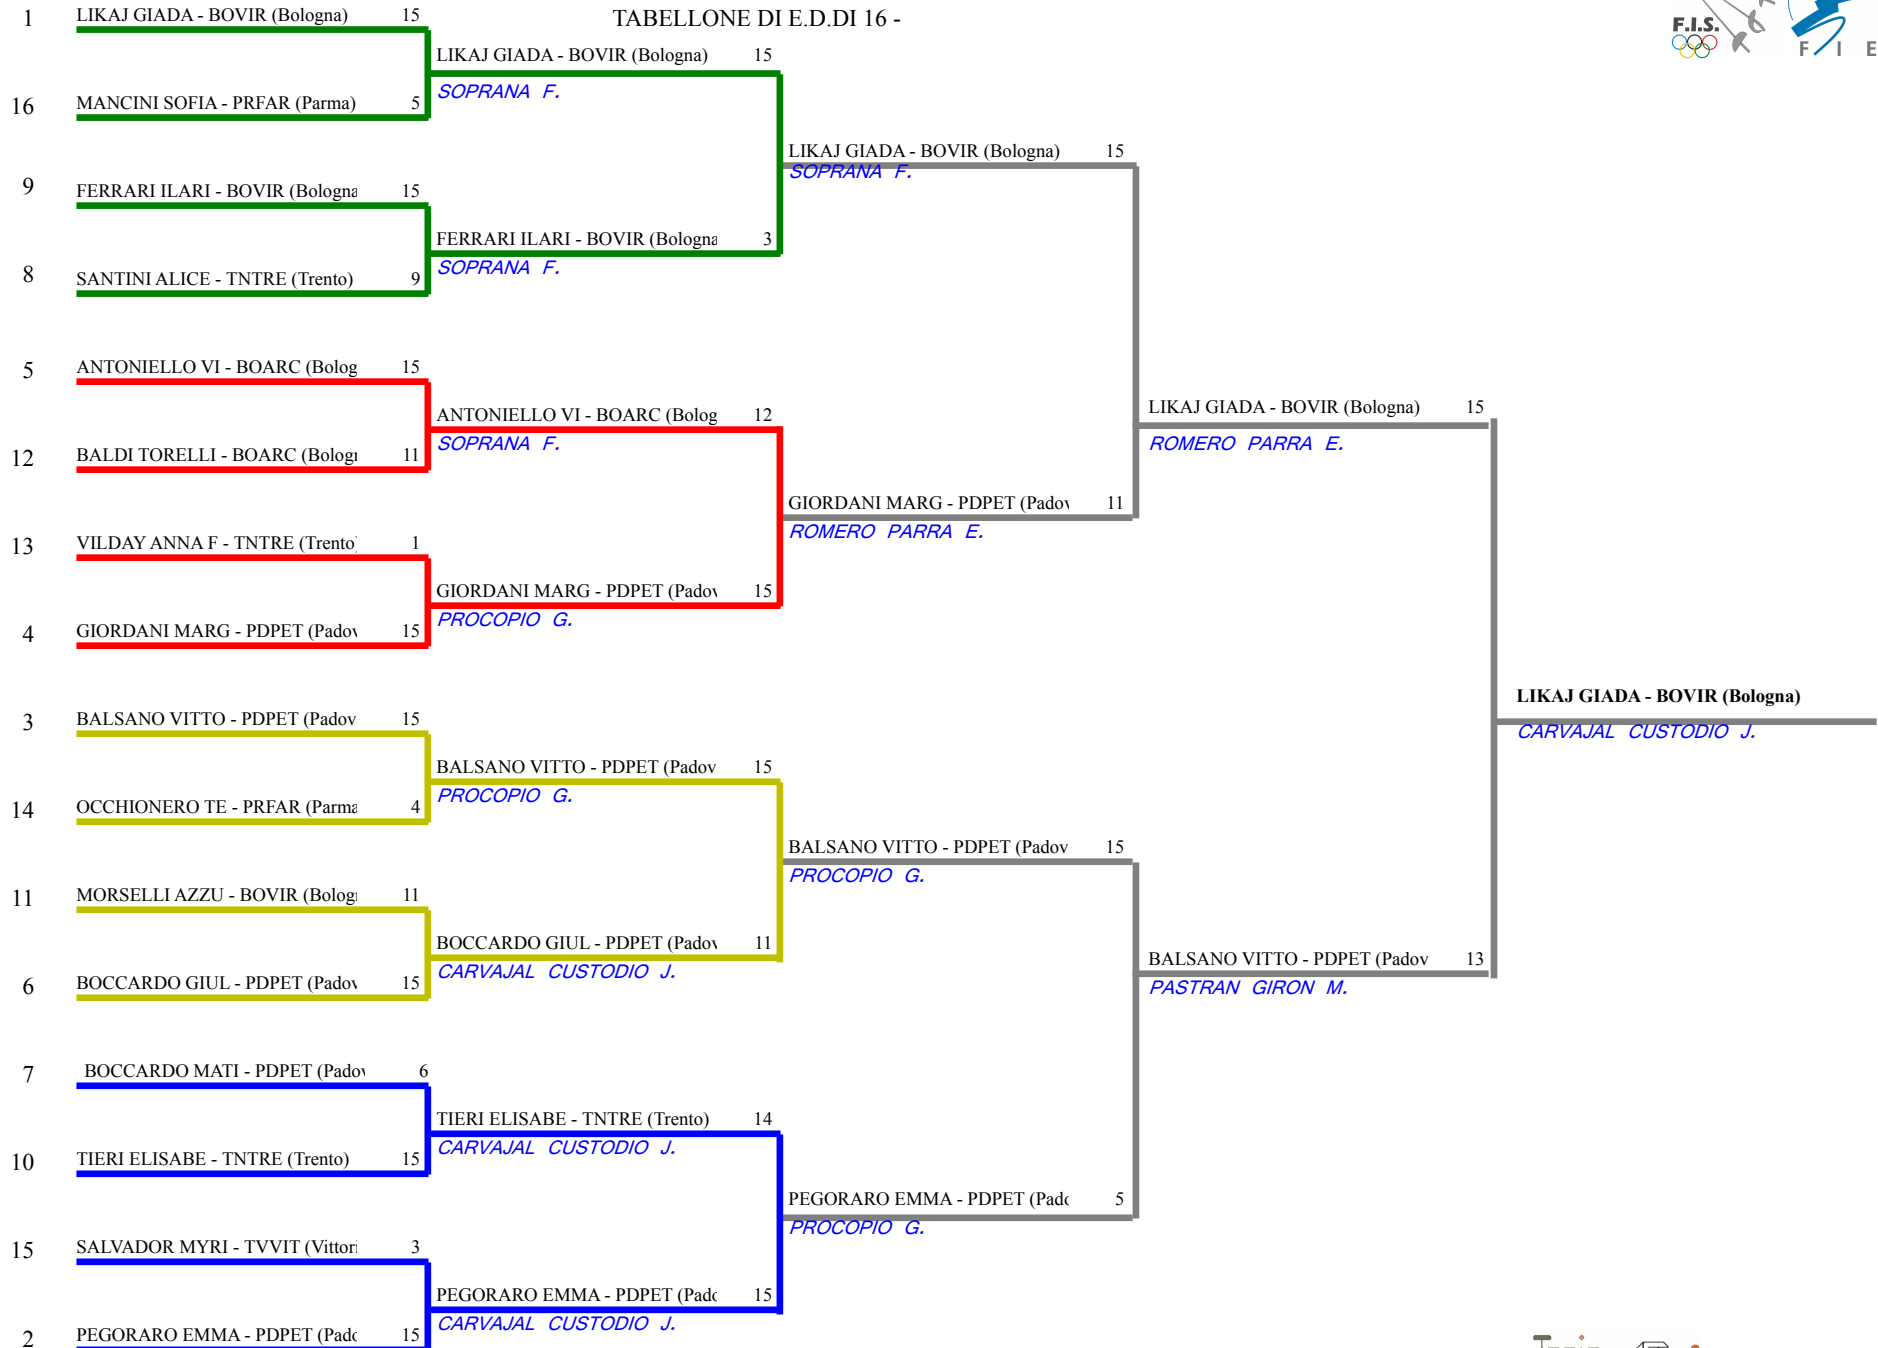 TABELLONE DI E.D.DI 16 -
F.I.S.
F I E
1 LIKAJ GIADA - BOVIR (Bologna) 15
LIKAJ GIADA - BOVIR (Bologna) 15
SOPRANA F.
16 MANCINI SOFIA - PRFAR (Parma) 5
LIKAJ GIADA - BOVIR (Bologna) 15
SOPRANA F.
9 FERRARI ILARI - BOVIR (Bologna 15
FERRARI ILARI - BOVIR (Bologna 3
SOPRANA F.
8 SANTINI ALICE - TNTRE (Trento) 9
5 ANTONIELLO VI - BOARC (Bolog 15
ANTONIELLO VI - BOARC (Bolog 12
SOPRANA F.
LIKAJ GIADA - BOVIR (Bologna) 15
ROMERO PARRA E.
12 BALDI TORELLI - BOARC (Bologn 11
GIORDANI MARG - PDPET (Padov 11
ROMERO PARRA E.
13 VILDAY ANNA F - TNTRE (Trento) 1
GIORDANI MARG - PDPET (Padov 15
PROCOPIO G.
4 GIORDANI MARG - PDPET (Padov 15
LIKAJ GIADA - BOVIR (Bologna)
CARVAJAL CUSTODIO J.
3 BALSANO VITTO - PDPET (Padov 15
BALSANO VITTO - PDPET (Padov 15
PROCOPIO G.
14 OCCHIONERO TE - PRFAR (Parma 4
BALSANO VITTO - PDPET (Padov 15
PROCOPIO G.
11 MORSELLI AZZU - BOVIR (Bolog 11
BOCCARDO GIUL - PDPET (Padov 11
CARVAJAL CUSTODIO J.
BALSANO VITTO - PDPET (Padov 13
PASTRAN GIRON M.
6 BOCCARDO GIUL - PDPET (Padov 15
7 BOCCARDO MATI - PDPET (Padov 6
TIERI ELISABE - TNTRE (Trento) 14
CARVAJAL CUSTODIO J.
10 TIERI ELISABE - TNTRE (Trento) 15
PEGORARO EMMA - PDPET (Pado 5
PROCOPIO G.
15 SALVADOR MYRI - TVVIT (Vittori 3
PEGORARO EMMA - PDPET (Pado 15
CARVAJAL CUSTODIO J.
2 PEGORARO EMMA - PDPET (Pado 15